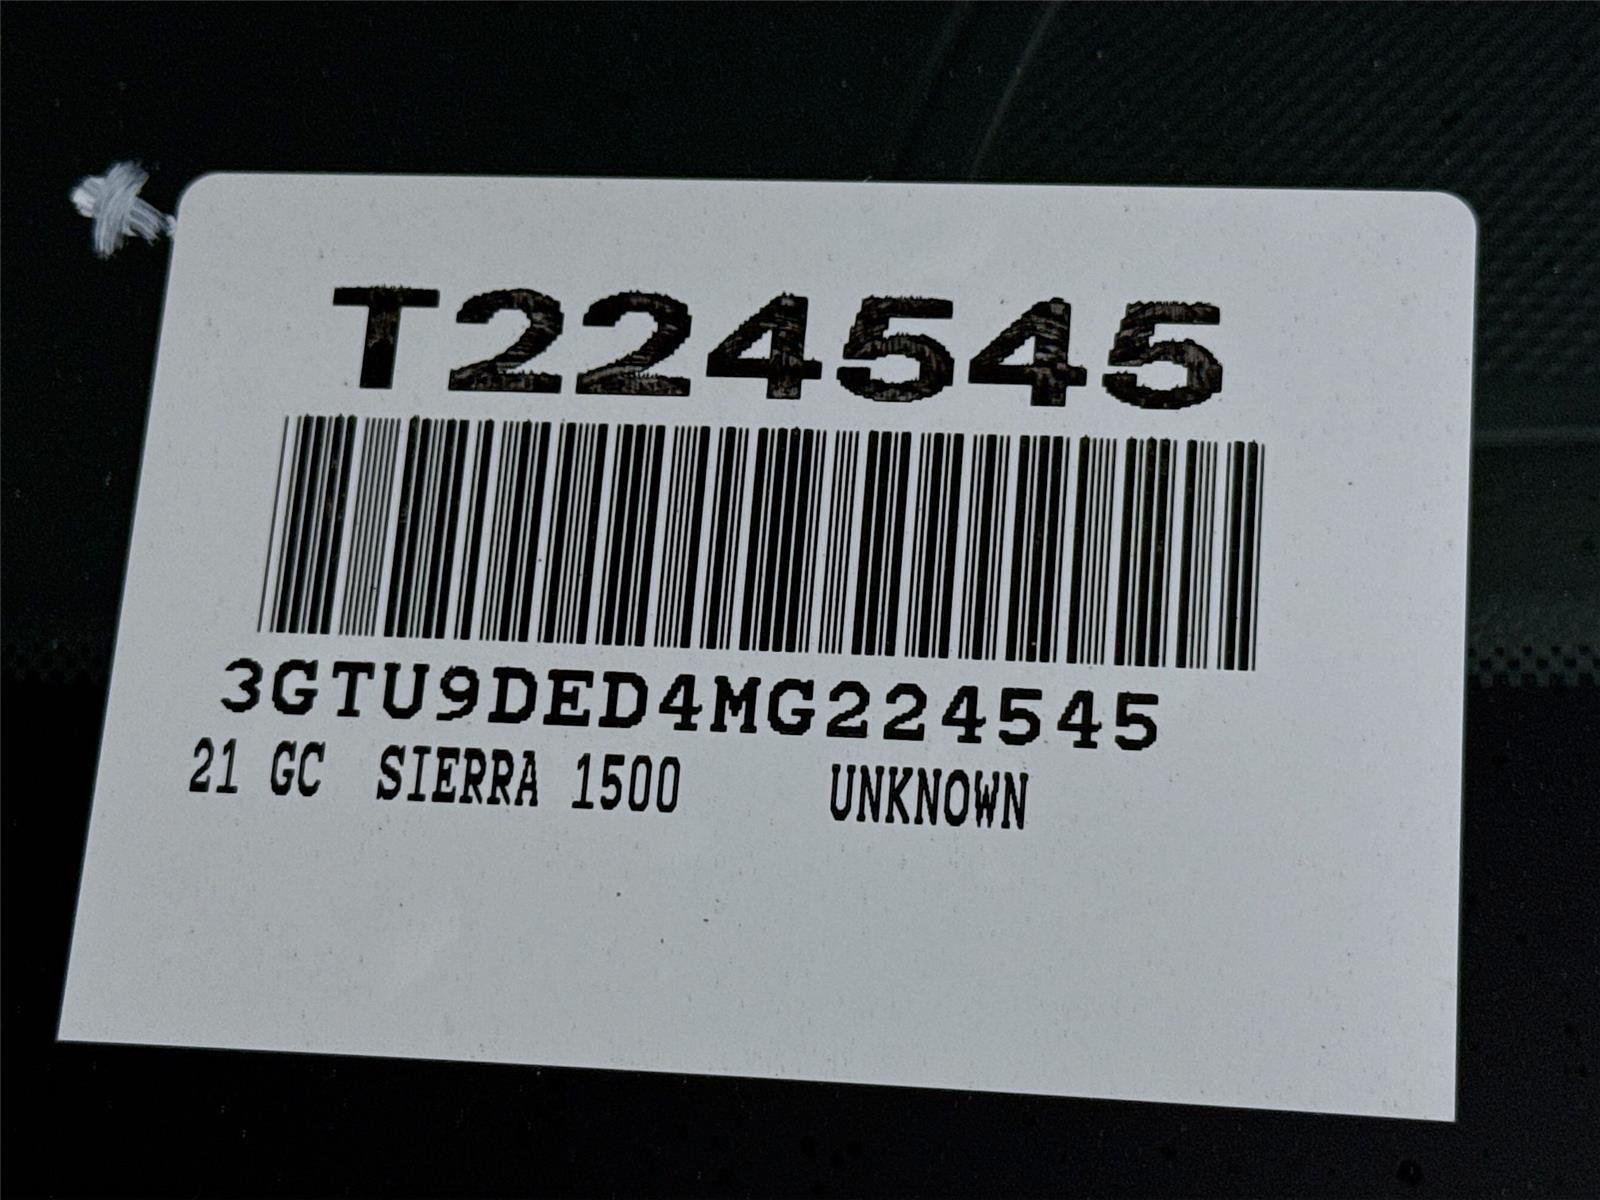 T224545
3GTU9DED4MG224545
21 GC SIERRA 1500 UNKNOWN